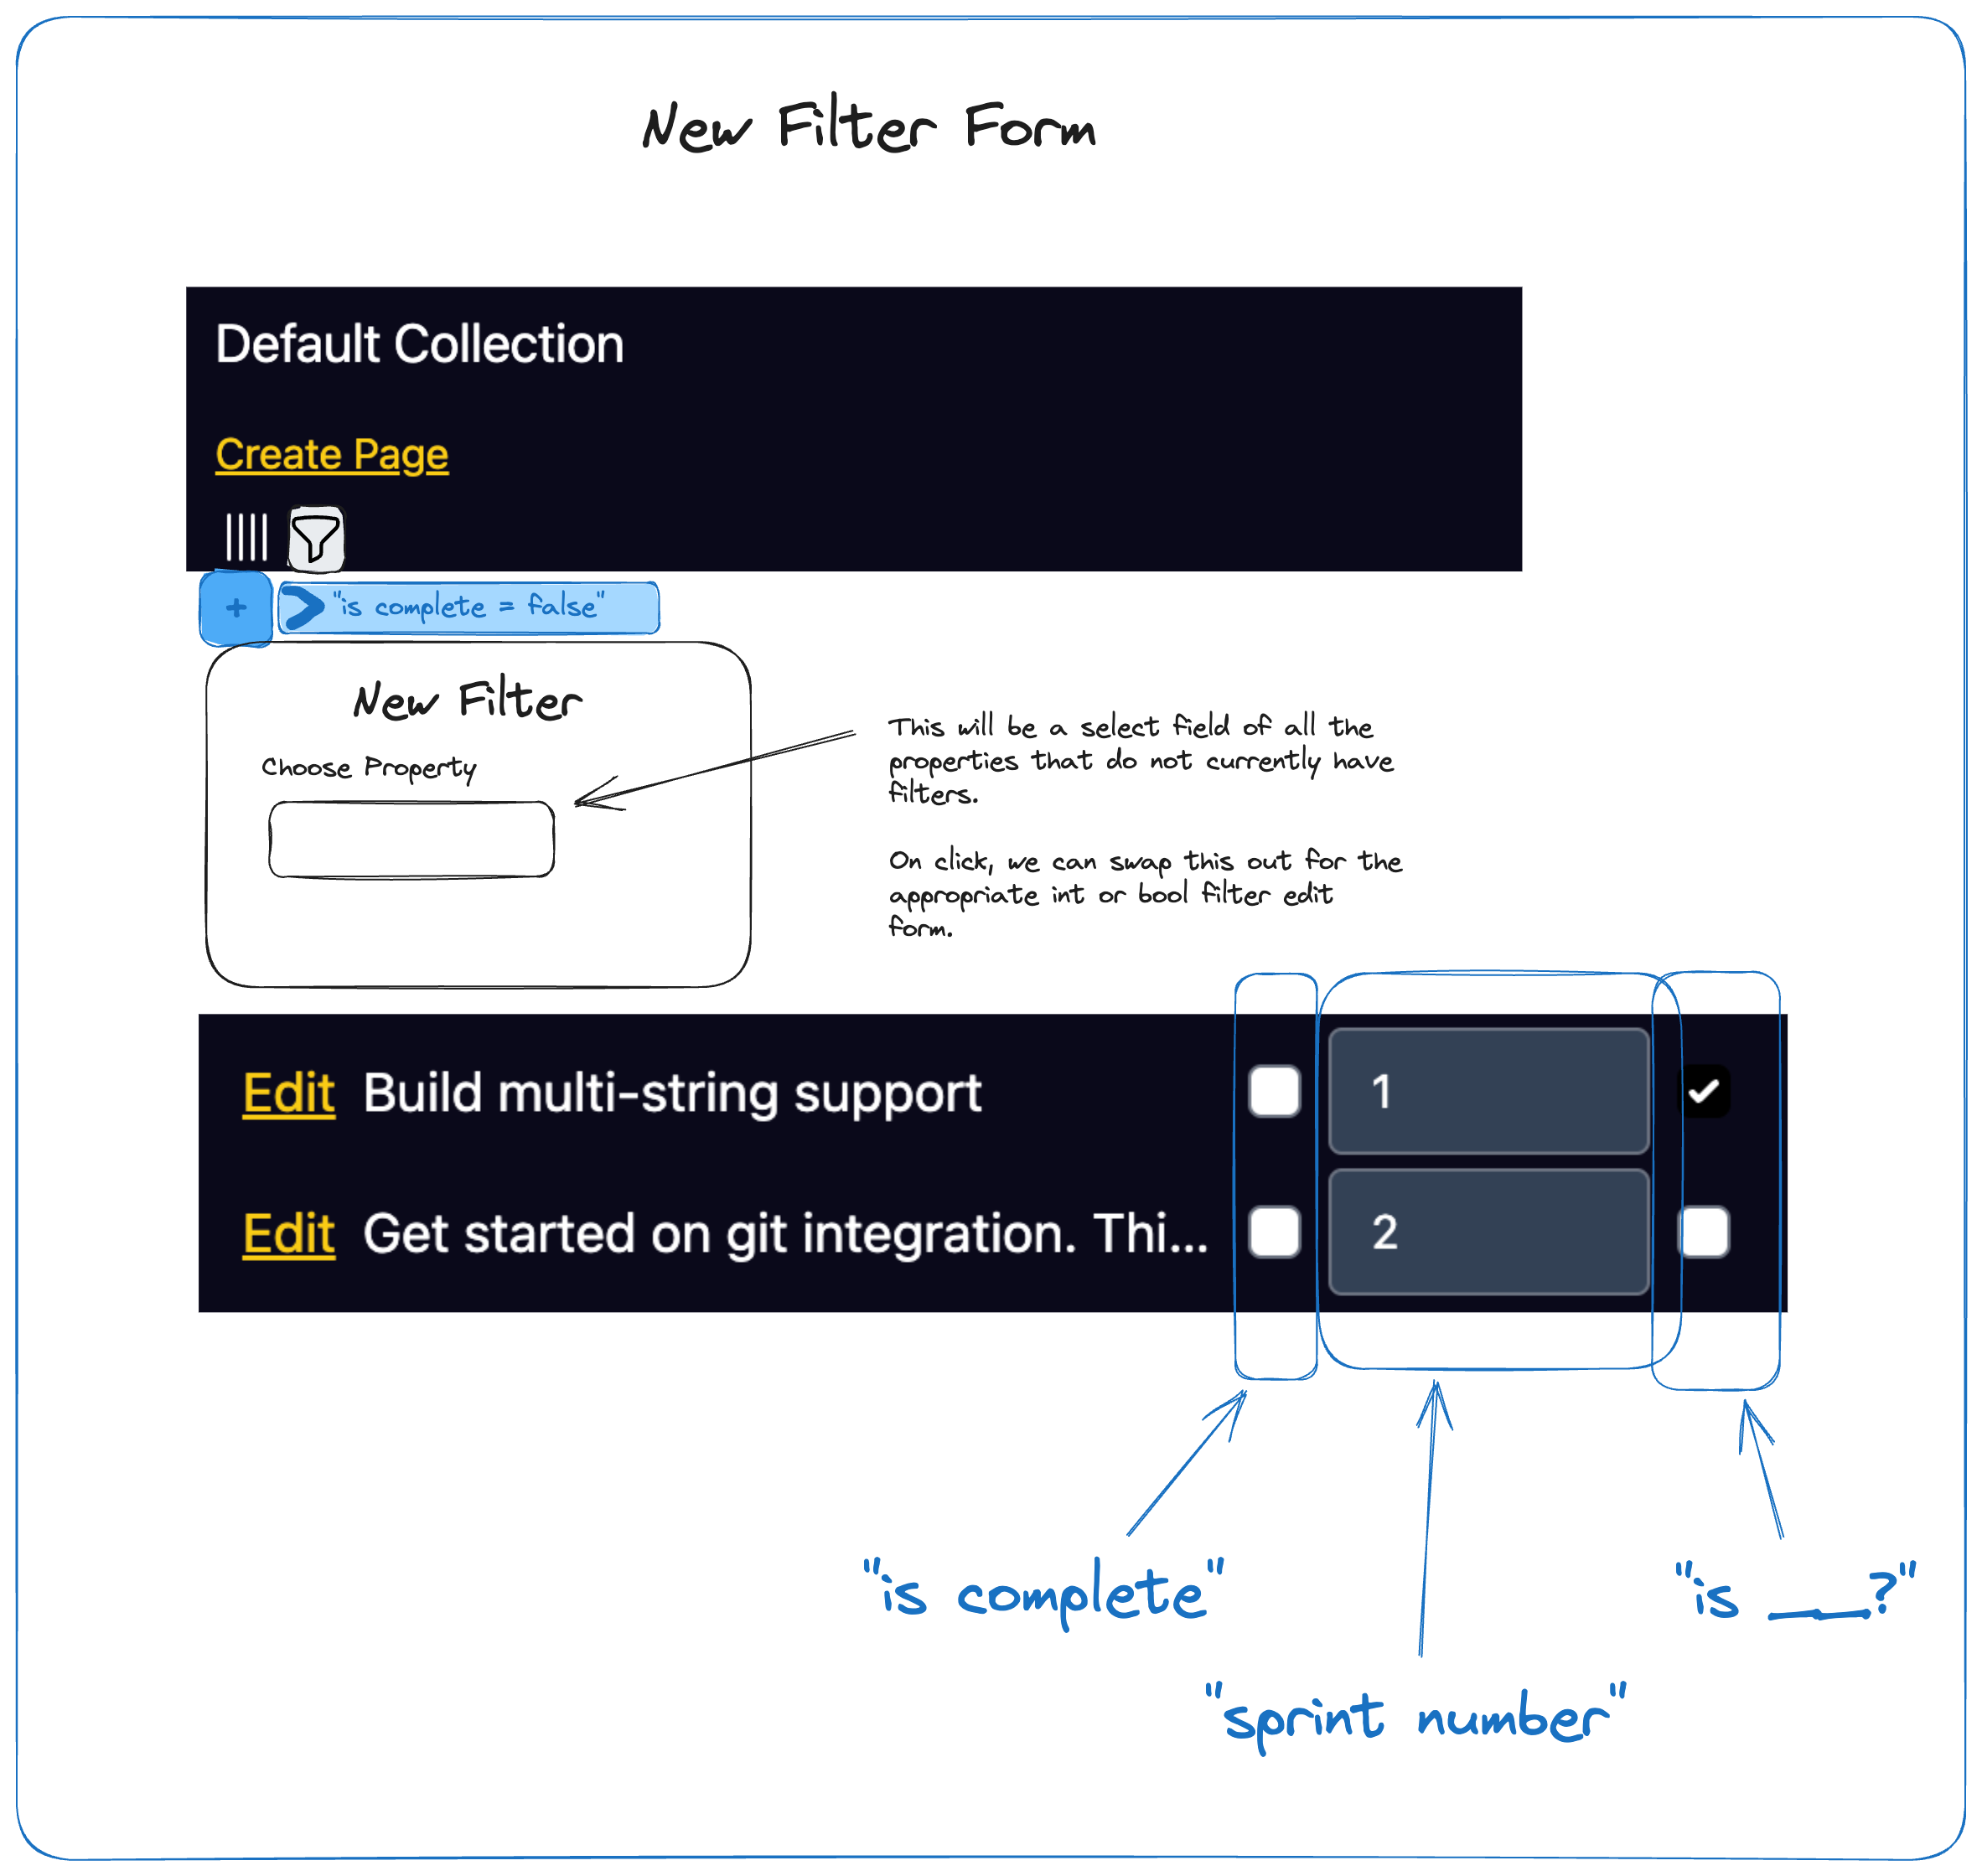 New Filter Form
Default Collection
Create Page
+
"is complete = false"
New Filter
Choose Property
This will be a select field of all the
properties that do not currently have
filters.
On click, we can swap this out for the
appropriate int or bool filter edit
form.
Edit Build multi-string support 1
Edit Get started on git integration. Thi... 2
"is complete"
"sprint number"
"is ___?"